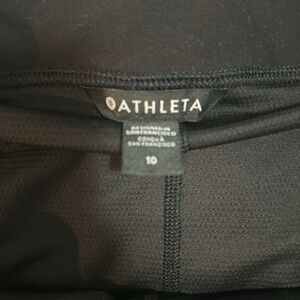 ATHLETA
DESIGNED IN
SAN FRANCISCO
CONÇU À
SAN FRANCISCO
10